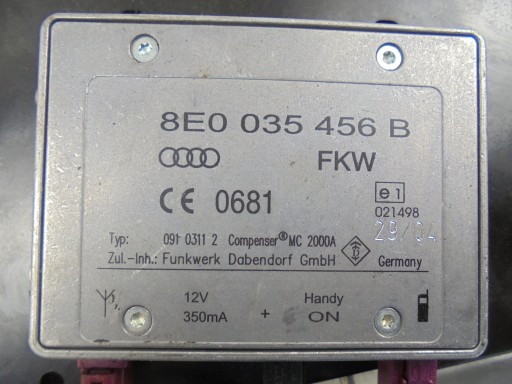 8E0 035 456 B
FKW
CE 0681
e1
021498
29/04
Typ: 091 0311 2 Compenser® MC 2000A
Zul.-Inh.: Funkwerk Dabendorf GmbH Germany
12V Handy
350mA + ON